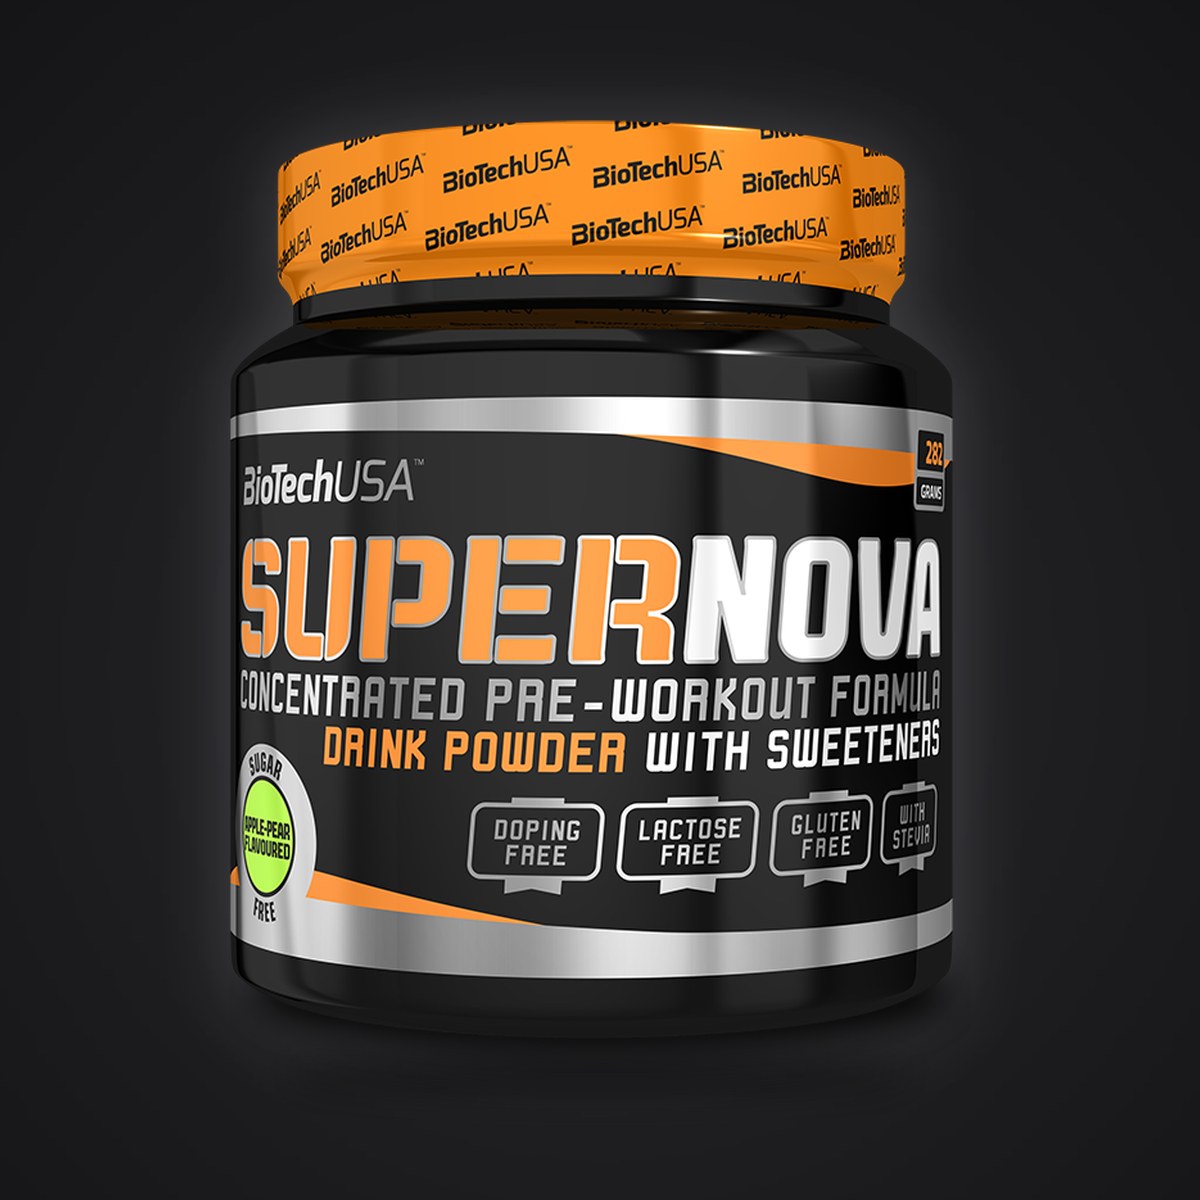 BioTechUSA
BioTechUSA
BioTechUSA
BioTechUSA
BioTechUSA
BioTechUSA
BioTechUSA
BioTechUSA
BioTechUSA
BioTechUSA
BioTechUSA™
282
GRAMS
SUPERNOVA
CONCENTRATED PRE-WORKOUT FORMULA
DRINK POWDER WITH SWEETENERS
SUGAR
APPLE-PEAR
FLAVOURED
FREE
DOPING
FREE
LACTOSE
FREE
GLUTEN
FREE
WITH
STEVIA